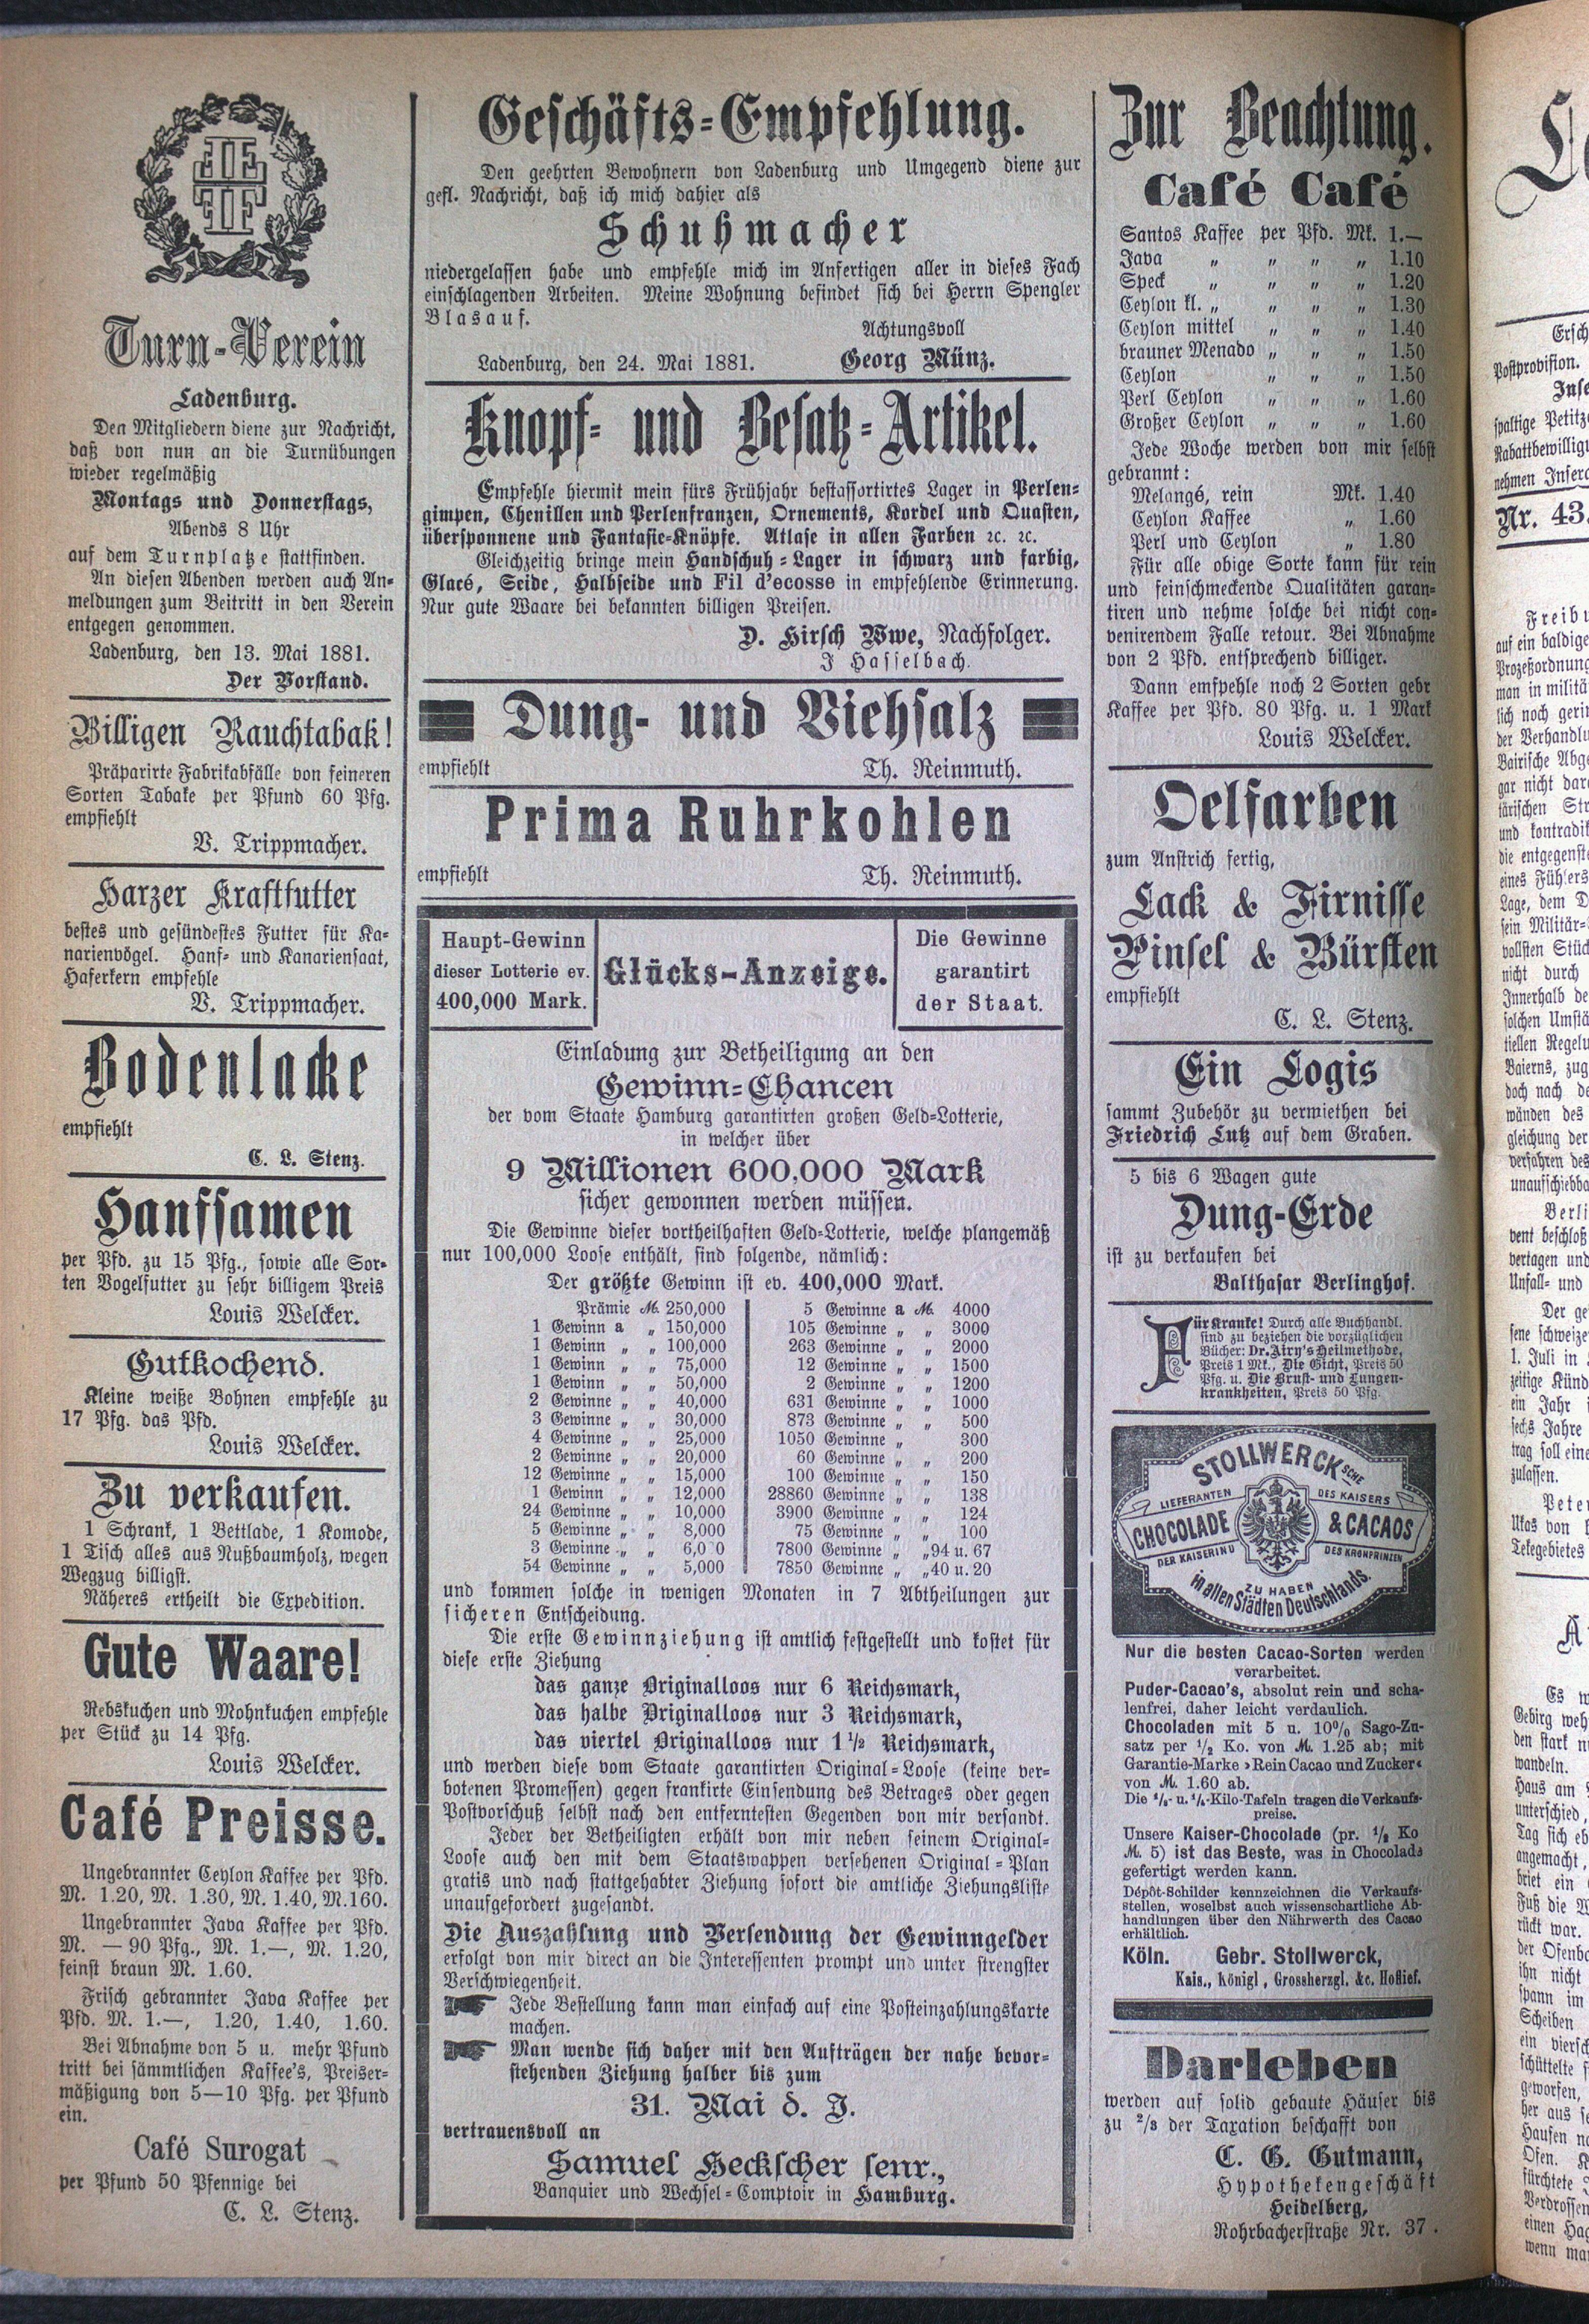 Turn-Verein
Ladenburg.
Den Mitgliedern diene zur Nachricht,
daß von nun an die Turnübungen
wieder regelmäßig
Montags und Donnerstags,
Abends 8 Uhr
auf dem Turnplatze stattfinden.
An diesen Abenden werden auch An-
meldungen zum Beitritt in den Verein
entgegen genommen.
Ladenburg, den 13. Mai 1881.
Der Vorstand.
Billigen Rauchtabak!
Präparirte Fabrikabfälle von feineren
Sorten Tabake per Pfund 60 Pfg.
empfiehlt
V. Trippmacher.
Harzer Kraftfutter
bestes und gesündestes Futter für Ka-
narienvögel. Hanf- und Kanariensaat,
Haferkern empfehle
V. Trippmacher.
Bodenlacke
empfiehlt
C. L. Stenz.
Hanfsamen
per Pfd. zu 15 Pfg., sowie alle Sor-
ten Vogelfutter zu sehr billigem Preis
Louis Welcker.
Gutkochend.
Kleine weiße Bohnen empfehle zu
17 Pfg. das Pfd.
Louis Welcker.
Zu verkaufen.
1 Schrank, 1 Bettlade, 1 Komode,
1 Tisch alles aus Nußbaumholz, wegen
Wegzug billigst.
Näheres ertheilt die Expedition.
Gute Waare!
Rebskuchen und Mohnkuchen empfehle
per Stück zu 14 Pfg.
Louis Welcker.
Café Preisse.
Ungebrannter Ceylon Kaffee per Pfd.
M. 1.20, M. 1.30, M. 1.40, M.160.
Ungebrannter Java Kaffee per Pfd.
M. — 90 Pfg., M. 1.—, M. 1.20,
feinst braun M. 1.60.
Frisch gebrannter Java Kaffee per
Pfd. M. 1.—, 1.20, 1.40, 1.60.
Bei Abnahme von 5 u. mehr Pfund
tritt bei sämmtlichen Kaffee's, Preiser-
mäßigung von 5—10 Pfg. per Pfund
ein.
Café Surogat
per Pfund 50 Pfennige bei
C. L. Stenz.
Geschäfts-Empfehlung.
Den geehrten Bewohnern von Ladenburg und Umgegend diene zur
gefl. Nachricht, daß ich mich dahier als
Schuhmacher
niedergelassen habe und empfehle mich im Anfertigen aller in dieses Fach
einschlagenden Arbeiten. Meine Wohnung befindet sich bei Herrn Spengler
Blasauf.
Achtungsvoll
Ladenburg, den 24. Mai 1881. Georg Münz.
Knopf- und Besatz-Artikel.
Empfehle hiermit mein fürs Frühjahr bestassortirtes Lager in Perlen-
gimpen, Chenillen und Perlenfranzen, Ornements, Kordel und Quasten,
übersponnene und Fantasie-Knöpfe. Atlase in allen Farben ꝛc. ꝛc.
Gleichzeitig bringe mein Handschuh-Lager in schwarz und farbig,
Glacé, Seide, Halbseide und Fil d'ecosse in empfehlende Erinnerung.
Nur gute Waare bei bekannten billigen Preisen.
D. Hirsch Wwe, Nachfolger.
J Hasselbach.
Dung- und Viehsalz
empfiehlt Th. Reinmuth.
Prima Ruhrkohlen
empfiehlt Th. Reinmuth.
Haupt-Gewinn
dieser Lotterie ev.
400,000 Mark.
Glücks-Anzeige.
Die Gewinne
garantirt
der Staat.
Einladung zur Betheiligung an den
Gewinn-Chancen
der vom Staate Hamburg garantirten großen Geld-Lotterie,
in welcher über
9 Millionen 600,000 Mark
sicher gewonnen werden müssen.
Die Gewinne dieser vortheilhaften Geld-Lotterie, welche plangemäß
nur 100,000 Loose enthält, sind folgende, nämlich:
Der größte Gewinn ist ev. 400,000 Mark.
Prämie M. 250,000
1 Gewinn a „ 150,000
1 Gewinn „ „ 100,000
1 Gewinn „ „ 75,000
1 Gewinn „ „ 50,000
2 Gewinne „ „ 40,000
3 Gewinne „ „ 30,000
4 Gewinne „ „ 25,000
2 Gewinne „ „ 20,000
12 Gewinne „ „ 15,000
1 Gewinn „ „ 12,000
24 Gewinne „ „ 10,000
5 Gewinne „ „ 8,000
3 Gewinne „ „ 6,0 0
54 Gewinne „ „ 5,000
5 Gewinne a M. 4000
105 Gewinne „ „ 3000
263 Gewinne „ „ 2000
12 Gewinne „ „ 1500
2 Gewinne „ „ 1200
631 Gewinne „ „ 1000
873 Gewinne „ „ 500
1050 Gewinne „ 300
60 Gewinne „ „ 200
100 Gewinne „ „ 150
28860 Gewinne „ „ 138
3900 Gewinne „ „ 124
75 Gewinne „ „ 100
7800 Gewinne „ „94 u. 67
7850 Gewinne „ „40 u. 20
und kommen solche in wenigen Monaten in 7 Abtheilungen zur
sicheren Entscheidung.
Die erste Gewinnziehung ist amtlich festgestellt und kostet für
diese erste Ziehung
das ganze Originalloos nur 6 Reichsmark,
das halbe Originalloos nur 3 Reichsmark,
das viertel Originalloos nur 1 1/2 Reichsmark,
und werden diese vom Staate garantirten Original-Loose (keine ver-
botenen Promessen) gegen frankirte Einsendung des Betrages oder gegen
Postvorschuß selbst nach den entferntesten Gegenden von mir versandt.
Jeder der Betheiligten erhält von mir neben seinem Original-
Loose auch den mit dem Staatswappen versehenen Original-Plan
gratis und nach stattgehabter Ziehung sofort die amtliche Ziehungsliste
unaufgefordert zugesandt.
Die Auszahlung und Versendung der Gewinngelder
erfolgt von mir direct an die Interessenten prompt und unter strengster
Verschwiegenheit.
Jede Bestellung kann man einfach auf eine Posteinzahlungskarte
machen.
Man wende sich daher mit den Aufträgen der nahe bevor-
stehenden Ziehung halber bis zum
31. Mai d. J.
vertrauensvoll an
Samuel Heckscher senr.,
Banquier und Wechsel-Comptoir in Hamburg.
Zur Beachtung.
Café Café
Santos Kaffee per Pfd. Mk. 1.—
Java „ „ „ „ 1.10
Speck „ „ „ „ 1.20
Ceylon kl. „ „ „ „ 1.30
Ceylon mittel „ „ „ 1.40
brauner Menado „ „ „ 1.50
Ceylon „ „ „ 1.50
Perl Ceylon „ „ „ 1.60
Großer Ceylon „ „ „ 1.60
Jede Woche werden von mir selbst
gebrannt:
Melangé, rein Mk. 1.40
Ceylon Kaffee „ 1.60
Perl und Ceylon „ 1.80
Für alle obige Sorte kann für rein
und feinschmeckende Qualitäten garan-
tiren und nehme solche bei nicht con-
venirendem Falle retour. Bei Abnahme
von 2 Pfd. entsprechend billiger.
Dann emfpehle noch 2 Sorten gebr
Kaffee per Pfd. 80 Pfg. u. 1 Mark
Louis Welcker.
Oelfarben
zum Anstrich fertig,
Lack & Firnisse
Pinsel & Bürsten
empfiehlt
C. L. Stenz.
Ein Logis
sammt Zubehör zu vermiethen bei
Friedrich Lutz auf dem Graben.
5 bis 6 Wagen gute
Dung-Erde
ist zu verkaufen bei
Balthasar Berlinghof.
Für Kranke! Durch alle Buchhandl.
sind zu beziehen die vorzüglichen
Bücher: Dr. Airy's Heilmethode,
Preis 1 Mk., Die Gicht, Preis 50
Pfg. u. Die Brust- und Lungen-
krankheiten, Preis 50 Pfg.
STOLLWERCK'SCHE
LIEFERANTEN DES KAISERS
CHOCOLADE & CACAOS
DER KAISERIN U DES KRONPRINZEN
ZU HABEN
in allen Städten Deutschlands.
Nur die besten Cacao-Sorten werden
verarbeitet.
Puder-Cacao's, absolut rein und scha-
lenfrei, daher leicht verdaulich.
Chocoladen mit 5 u. 10% Sago-Zu-
satz per 1/2 Ko. von M. 1.25 ab; mit
Garantie-Marke »Rein Cacao und Zucker«
von M. 1.60 ab.
Die 1/2- u. 1/4-Kilo-Tafeln tragen die Verkaufs-
preise.
Unsere Kaiser-Chocolade (pr. 1/2 Ko
M. 5) ist das Beste, was in Chocolade
gefertigt werden kann.
Dépôt-Schilder kennzeichnen die Verkaufs-
stellen, woselbst auch wissenschartliche Ab-
handlungen über den Nährwerth des Cacao
erhältlich.
Köln. Gebr. Stollwerck,
Kais., Königl, Grossherzgl. &c. Hoflief.
Darlehen
werden auf solid gebaute Häuser bis
zu 2/3 der Taxation beschafft von
C. G. Gutmann,
Hypothekengeschäft
Heidelberg,
Rohrbacherstraße Nr. 37.
Postprovision.
Nr. 43.